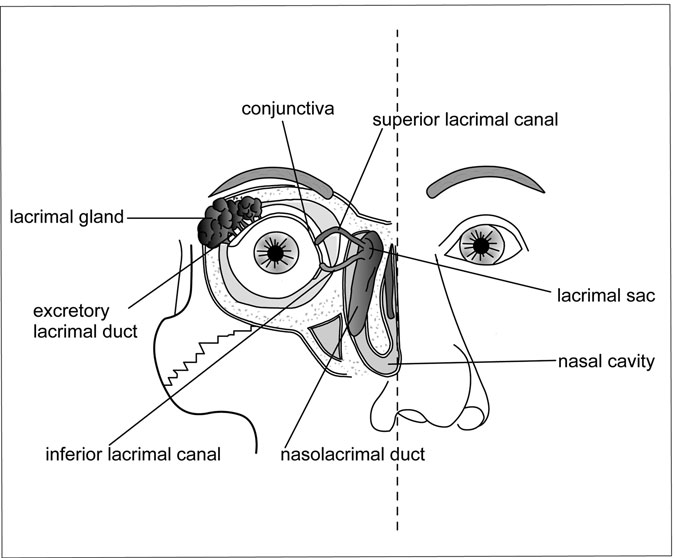 conjunctiva
superior lacrimal canal
lacrimal gland
excretory
lacrimal duct
lacrimal sac
nasal cavity
inferior lacrimal canal
nasolacrimal duct